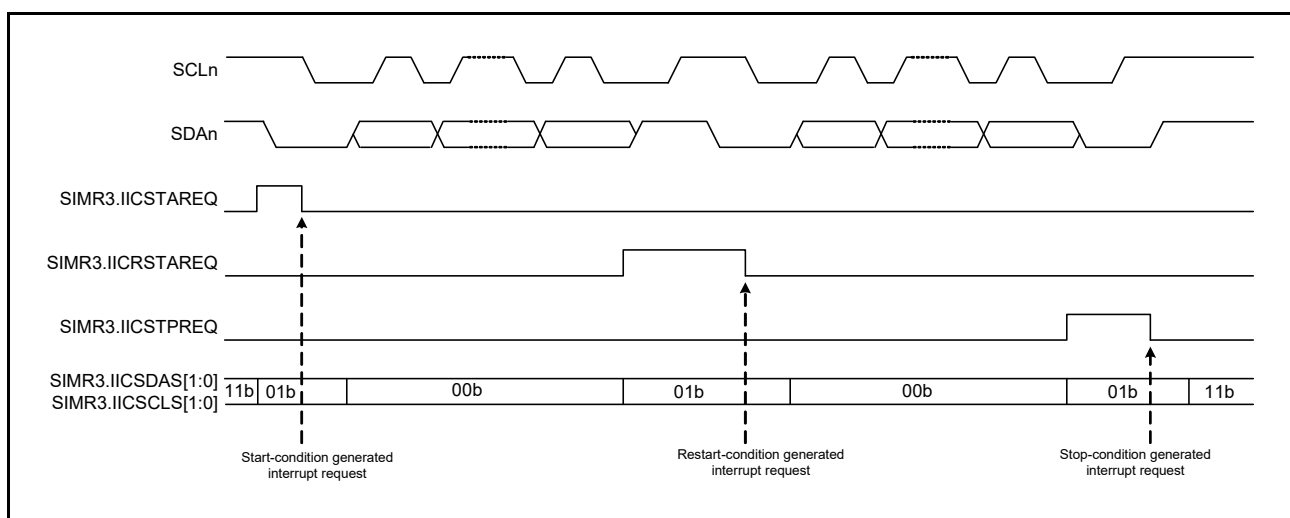 SCLn
SDAn
SIMR3.IICSTAREQ
SIMR3.IICRSTAREQ
SIMR3.IICSTPREQ
SIMR3.IICSDAS[1:0]
SIMR3.IICSCLS[1:0]
11b 01b 00b 01b 00b 01b 11b
Start-condition generated
interrupt request
Restart-condition generated
interrupt request
Stop-condition generated
interrupt request